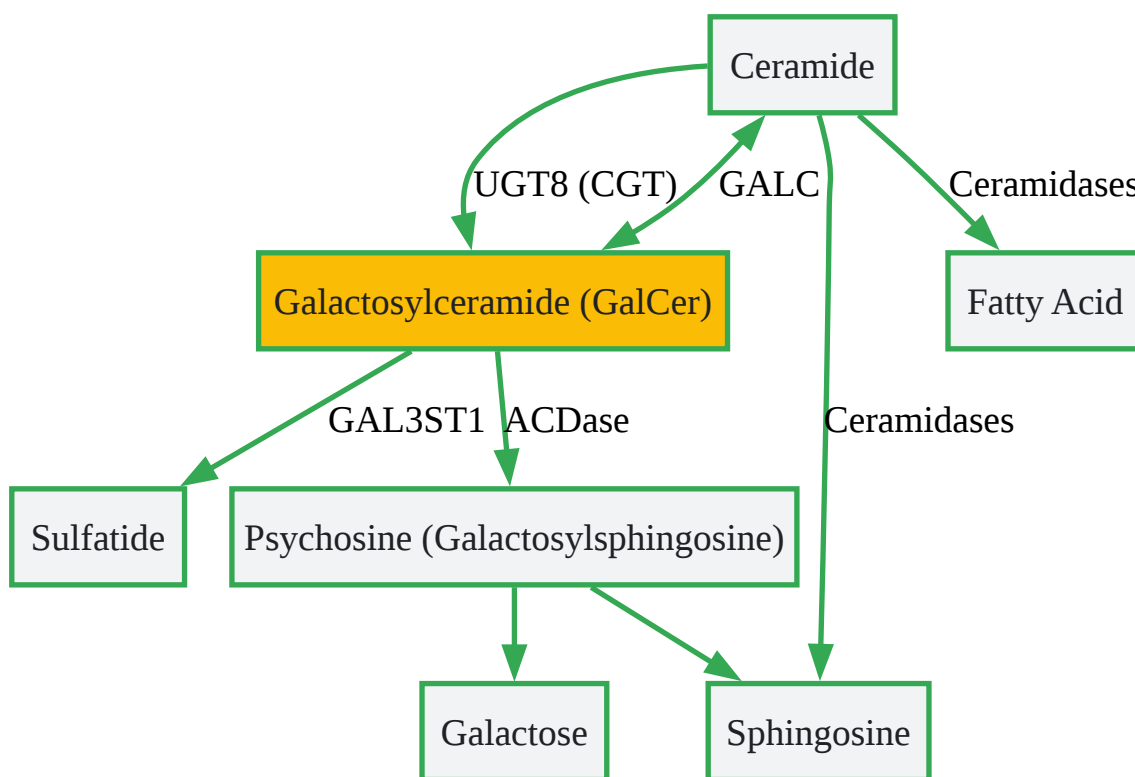 Ceramide
UGT8 (CGT)
GALC
Ceramidases
Galactosylceramide (GalCer)
Fatty Acid
GAL3ST1
ACDase
Ceramidases
Sulfatide
Psychosine (Galactosylsphingosine)
Galactose
Sphingosine